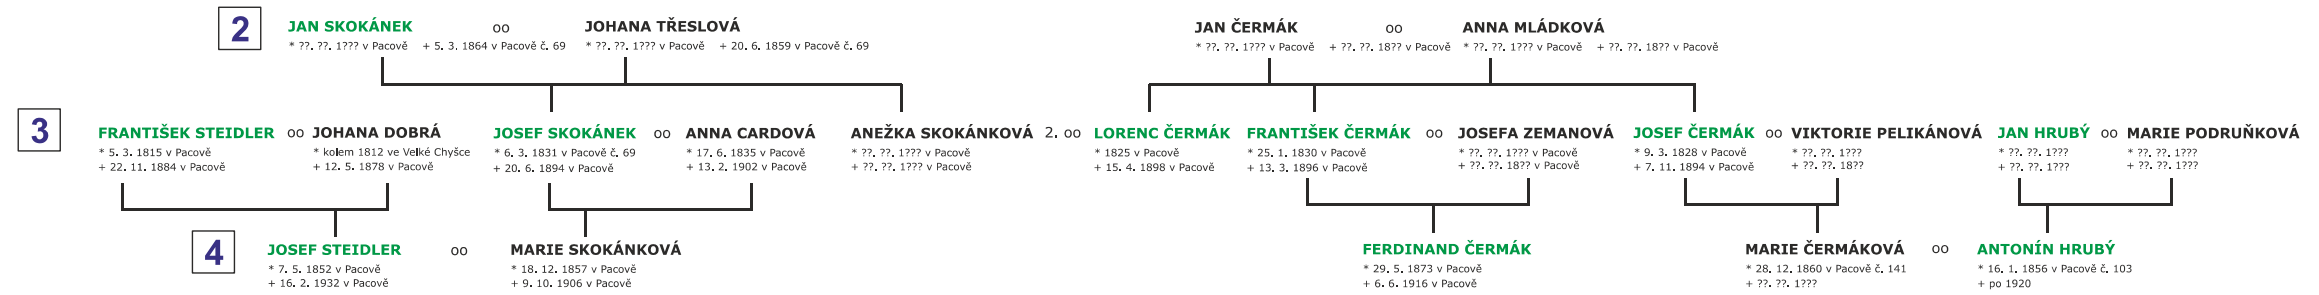 2
JAN SKOKÁNEK oo JOHANA TŘESLOVÁ JAN ČERMÁK oo ANNA MLÁDKOVÁ
* ??. ??. 1??? v Pacově + 5. 3. 1864 v Pacově č. 69 * ??. ??. 1??? v Pacově + 20. 6. 1859 v Pacově č. 69 * ??. ??. 1??? v Pacově + ??. ??. 18?? v Pacově * ??. ??. 1??? v Pacově + ??. ??. 18?? v Pacově
3
FRANTIŠEK STEIDLER oo JOHANA DOBRÁ JOSEF SKOKÁNEK oo ANNA CARDOVÁ ANEŽKA SKOKÁNKOVÁ 2. oo LORENC ČERMÁK FRANTIŠEK ČERMÁK oo JOSEFA ZEMANOVÁ JOSEF ČERMÁK oo VIKTORIE PELIKÁNOVÁ JAN HRUBÝ oo MARIE PODRUŇKOVÁ
* 5. 3. 1815 v Pacově * kolem 1812 ve Velké Chyšce * 6. 3. 1831 v Pacově č. 69 * 17. 6. 1835 v Pacově * ??. ??. 1??? v Pacově * 1825 v Pacově * 25. 1. 1830 v Pacově * ??. ??. 1??? v Pacově * 9. 3. 1828 v Pacově * ??. ??. 1??? * ??. ??. 1??? * ??. ??. 1???
+ 22. 11. 1884 v Pacově + 12. 5. 1878 v Pacově + 20. 6. 1894 v Pacově + 13. 2. 1902 v Pacově + ??. ??. 1??? v Pacově + 15. 4. 1898 v Pacově + 13. 3. 1896 v Pacově + ??. ??. 18?? v Pacově + 7. 11. 1894 v Pacově + ??. ??. 18?? + ??. ??. 1??? + ??. ??. 1???
4
JOSEF STEIDLER oo MARIE SKOKÁNKOVÁ FERDINAND ČERMÁK MARIE ČERMÁKOVÁ oo ANTONÍN HRUBÝ
* 7. 5. 1852 v Pacově * 18. 12. 1857 v Pacově * 29. 5. 1873 v Pacově * 28. 12. 1860 v Pacově č. 141 * 16. 1. 1856 v Pacově č. 103
+ 16. 2. 1932 v Pacově + 9. 10. 1906 v Pacově + 6. 6. 1916 v Pacově + ??. ??. 1??? + po 1920